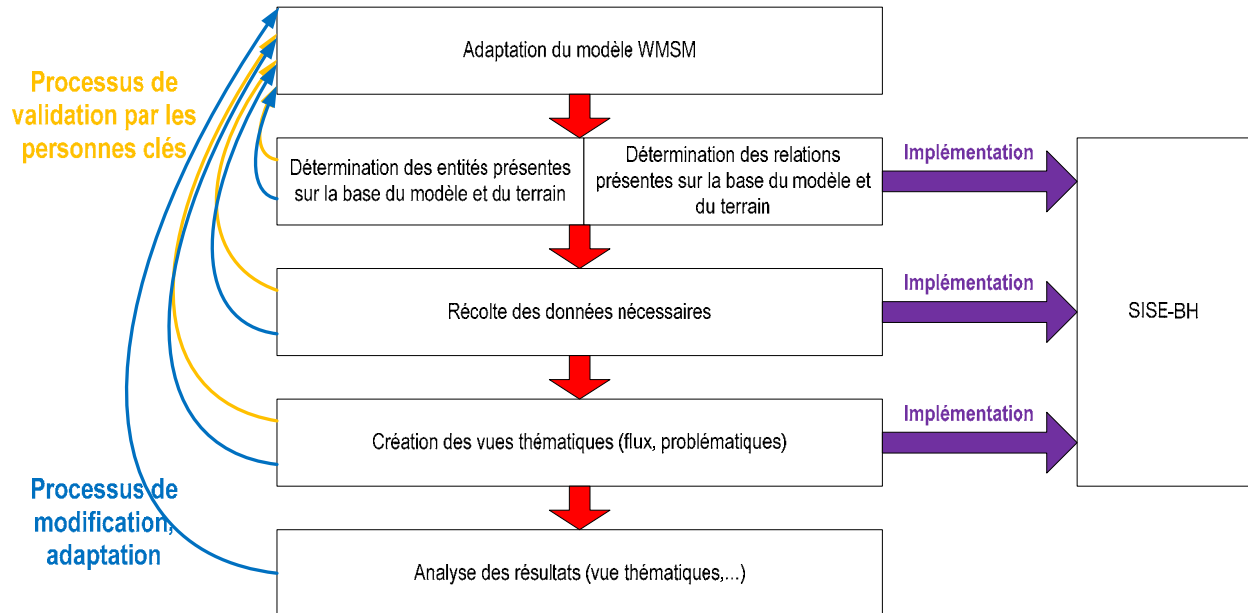 Adaptation du modèle WMSM
Processus de
validation par les
personnes clés
Détermination des entités présentes
sur la base du modèle et du terrain
Détermination des relations
présentes sur la base du modèle et
du terrain
Implémentation
Récolte des données nécessaires
Implémentation
SISE-BH
Création des vues thématiques (flux, problématiques)
Implémentation
Processus de
modification,
adaptation
Analyse des résultats (vue thématiques,...)